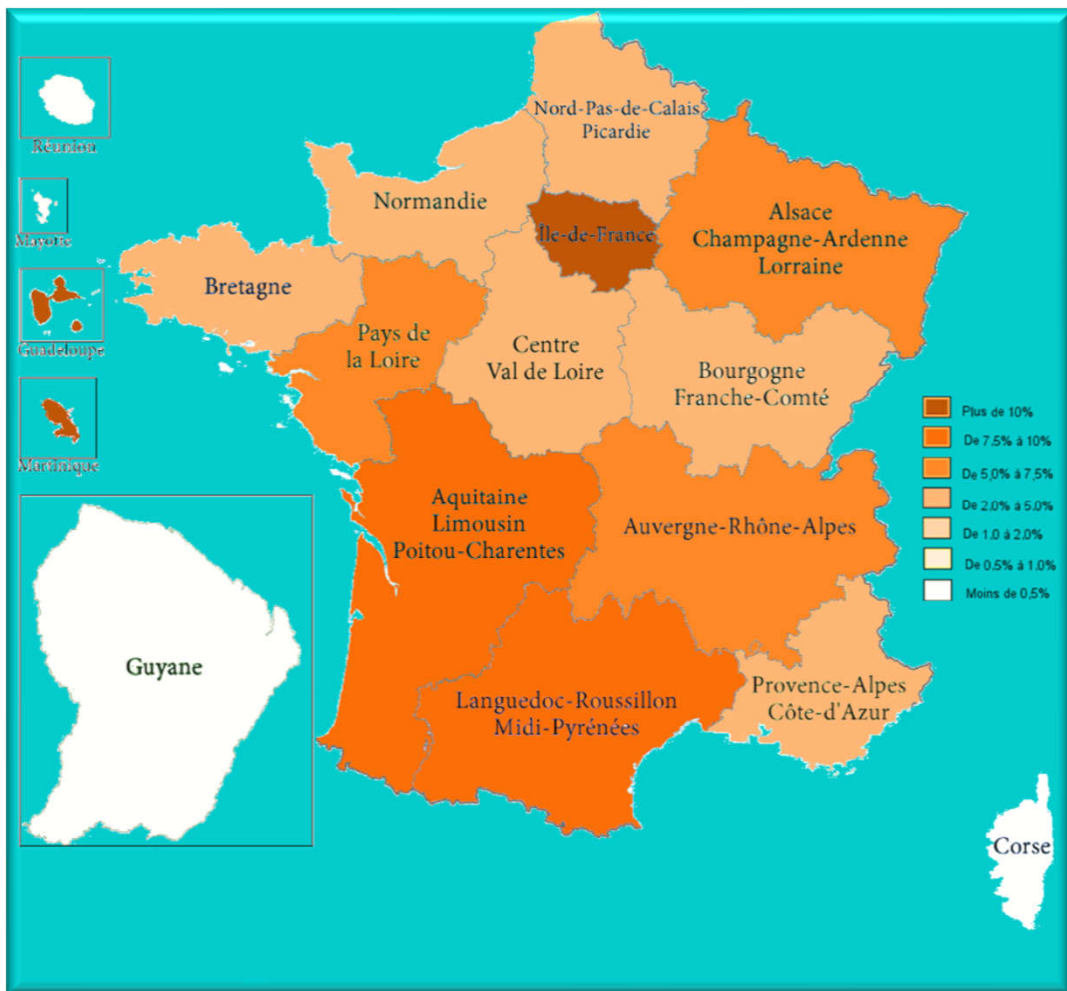 Réunion
Mayotte
Guadeloupe
Martinique
Guyane
Nord-Pas-de-Calais
Picardie
Normandie
Île-de-France
Alsace
Champagne-Ardenne
Lorraine
Bretagne
Pays de
la Loire
Centre
Val de Loire
Bourgogne
Franche-Comté
Aquitaine
Limousin
Poitou-Charentes
Auvergne-Rhône-Alpes
Languedoc-Roussillon
Midi-Pyrénées
Provence-Alpes
Côte-d'Azur
Corse
Plus de 10%
De 7,5% à 10%
De 5,0% à 7,5%
De 2,0% à 5,0%
De 1,0 à 2,0%
De 0,5% à 1,0%
Moins de 0,5%